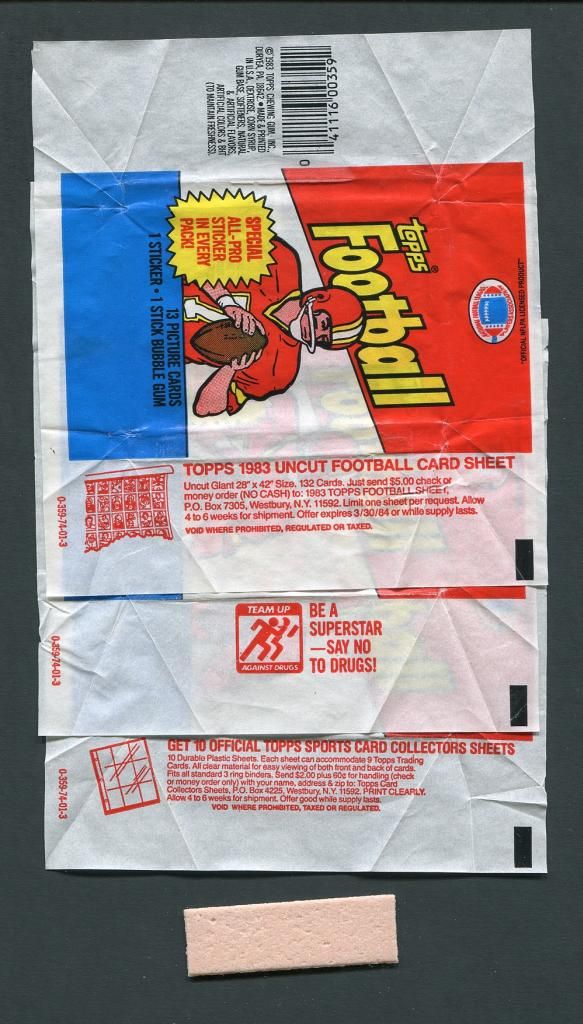 ©1983 TOPPS CHEWING GUM, INC.,
DURYEA, PA. 18642 • MADE & PRINTED
IN U.S.A. DEXTROSE, CORN SYRUP,
GUM BASE, SOFTENERS, NATURAL
& ARTIFICIAL FLAVORS,
ARTIFICIAL COLORS & BHT
(TO MAINTAIN FRESHNESS).
0
41116 00359
topps®
Football
"OFFICIAL NFLPA LICENSED PRODUCT"
SPECIAL
ALL-PRO
STICKER
IN EVERY
PACK!
13 PICTURE CARDS
1 STICKER • 1 STICK BUBBLE GUM
TOPPS 1983 UNCUT FOOTBALL CARD SHEET
Uncut Giant 28" x 42" Size. 132 Cards. Just send $5.00 check or
money order (NO CASH) to: 1983 TOPPS FOOTBALL SHEET,
P.O. Box 7305, Westbury, N.Y. 11592. Limit one sheet per request. Allow
4 to 6 weeks for shipment. Offer expires 3/30/84 or while supply lasts.
VOID WHERE PROHIBITED, REGULATED OR TAXED.
0-359-74-01-3
TEAM UP
AGAINST DRUGS
BE A
SUPERSTAR
—SAY NO
TO DRUGS!
0-359-74-01-3
GET 10 OFFICIAL TOPPS SPORTS CARD COLLECTORS SHEETS
10 Durable Plastic Sheets. Each sheet can accommodate 9 Topps Trading
Cards. All clear material for easy viewing of both front and back of cards.
Fits all standard 3 ring binders. Send $2.00 plus 60¢ for handling (check
or money order only) with your name, address & zip to: Topps Card
Collectors Sheets, P.O. Box 4225, Westbury, N.Y. 11592. PRINT CLEARLY.
Allow 4 to 6 weeks for shipment. Offer good while supply lasts.
VOID WHERE PROHIBITED, TAXED OR REGULATED.
0-359-74-01-3